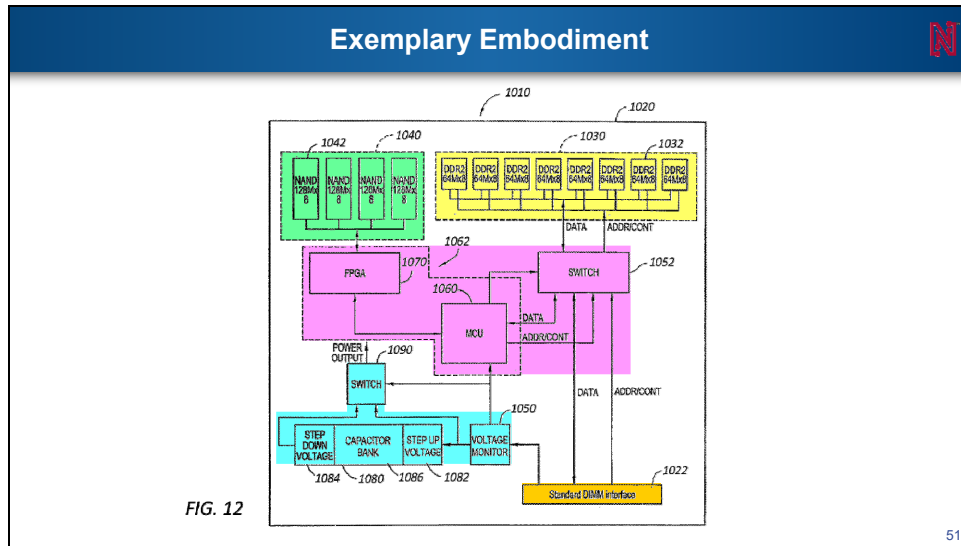 Exemplary Embodiment
N
1010
1020
1042
1040
1030
1032
NAND
128Mx
8
NAND
128Mx
8
NAND
128Mx
8
NAND
128Mx
8
DDR2
64Mx8
DDR2
64Mx8
DDR2
64Mx8
DDR2
64Mx8
DDR2
64Mx8
DDR2
64Mx8
DDR2
64Mx8
DDR2
64Mx8
DATA
ADDR/CONT
1062
1070
FPGA
SWITCH
1052
1060
MCU
DATA
ADDR/CONT
POWER
OUTPUT
1090
SWITCH
DATA
ADDR/CONT
1050
STEP
DOWN
VOLTAGE
CAPACITOR
BANK
STEP UP
VOLTAGE
VOLTAGE
MONITOR
1084
1080
1086
1082
1022
Standard DIMM interface
FIG. 12
51